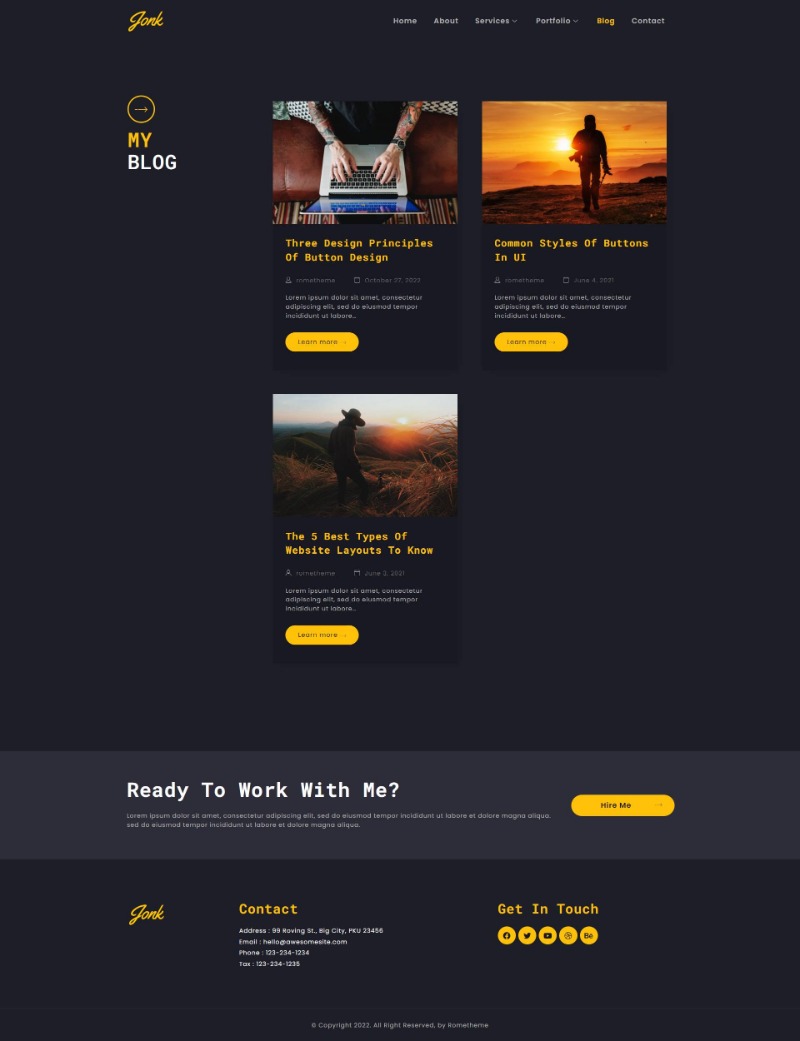 Jonk
Home About Services Portfolio Blog Contact
MY
BLOG
Three Design Principles
Of Button Design
rometheme October 27, 2022
Lorem ipsum dolor sit amet, consectetur
adipiscing elit, sed do eiusmod tempor
incididunt ut labore...
Learn more →
Common Styles Of Buttons
In UI
rometheme June 4, 2021
Lorem ipsum dolor sit amet, consectetur
adipiscing elit, sed do eiusmod tempor
incididunt ut labore...
Learn more →
The 5 Best Types Of
Website Layouts To Know
rometheme June 3, 2021
Lorem ipsum dolor sit amet, consectetur
adipiscing elit, sed do eiusmod tempor
incididunt ut labore...
Learn more →
Ready To Work With Me?
Lorem ipsum dolor sit amet, consectetur adipiscing elit, sed do eiusmod tempor incididunt ut labore et dolore magna aliqua.
sed do eiusmod tempor incididunt ut labore et dolore magna aliqua.
Hire Me →
Jonk
Contact
Address : 99 Roving St., Big City, PKU 23456
Email : hello@awesomesite.com
Phone : 123-234-1234
Tax : 123-234-1235
Get In Touch
Bē
© Copyright 2022. All Right Reserved, by Rometheme